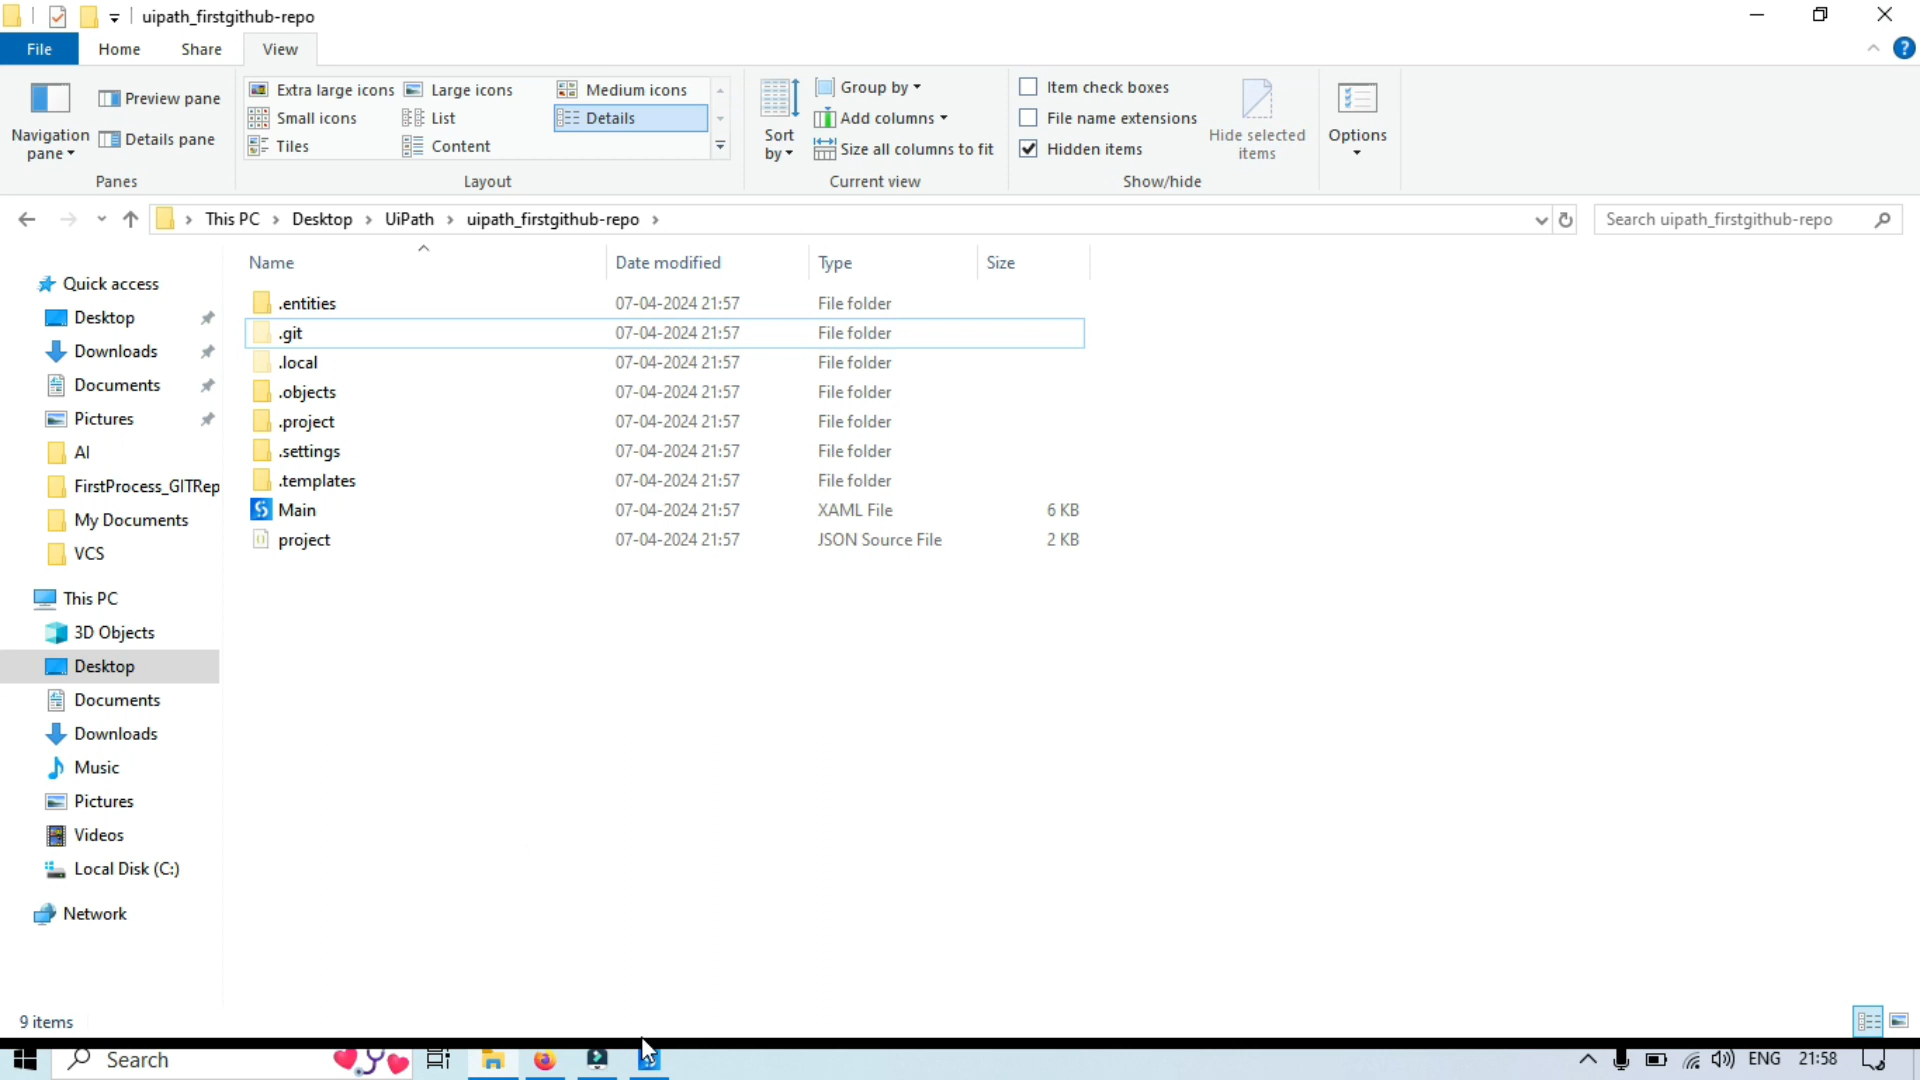 uipath_firstgithub-repo
File Home Share View
Navigation pane
Preview pane
Details pane
Panes
Extra large icons Large icons Medium icons
Small icons List Details
Tiles Content
Layout
Sort by
Group by
Add columns
Size all columns to fit
Current view
Item check boxes
File name extensions
Hidden items
Hide selected items
Show/hide
Options
This PC > Desktop > UiPath > uipath_firstgithub-repo >
Search uipath_firstgithub-repo
Quick access
Desktop
Downloads
Documents
Pictures
AI
FirstProcess_GITRep
My Documents
VCS
This PC
3D Objects
Desktop
Documents
Downloads
Music
Pictures
Videos
Local Disk (C:)
Network
Name Date modified Type Size
.entities 07-04-2024 21:57 File folder
.git 07-04-2024 21:57 File folder
.local 07-04-2024 21:57 File folder
.objects 07-04-2024 21:57 File folder
.project 07-04-2024 21:57 File folder
.settings 07-04-2024 21:57 File folder
.templates 07-04-2024 21:57 File folder
Main 07-04-2024 21:57 XAML File 6 KB
project 07-04-2024 21:57 JSON Source File 2 KB
9 items
Search
ENG 21:58